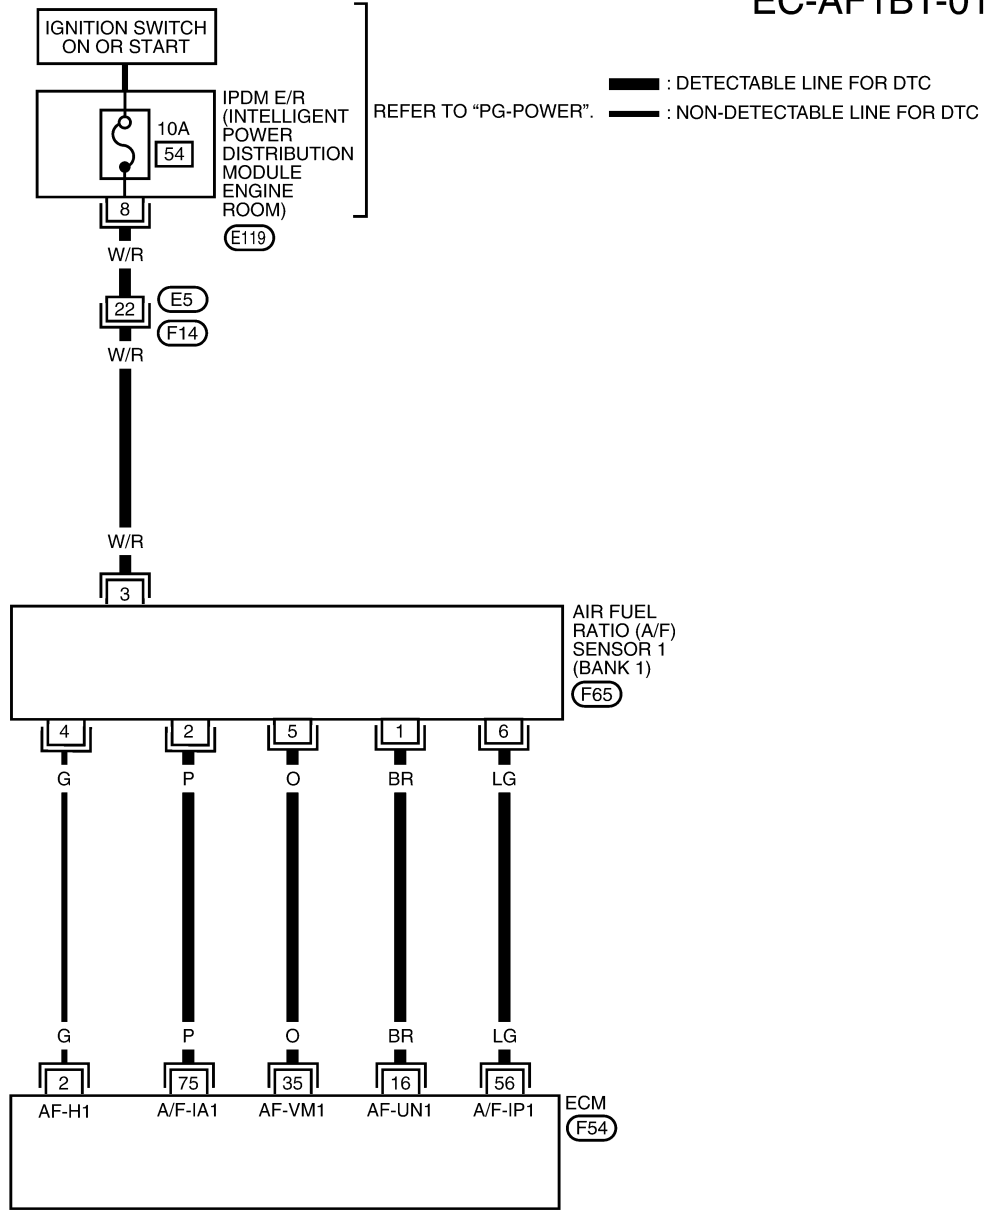 EC-AF1B1-01
IGNITION SWITCH
ON OR START
IPDM E/R
(INTELLIGENT
POWER
DISTRIBUTION
MODULE
ENGINE
ROOM)
E119
10A
54
8
REFER TO “PG-POWER”.
: DETECTABLE LINE FOR DTC
: NON-DETECTABLE LINE FOR DTC
W/R
22
E5
F14
W/R
W/R
3
AIR FUEL
RATIO (A/F)
SENSOR 1
(BANK 1)
F65
4 2 5 1 6
G P O BR LG
G P O BR LG
2 75 35 16 56
AF-H1 A/F-IA1 AF-VM1 AF-UN1 A/F-IP1
ECM
F54